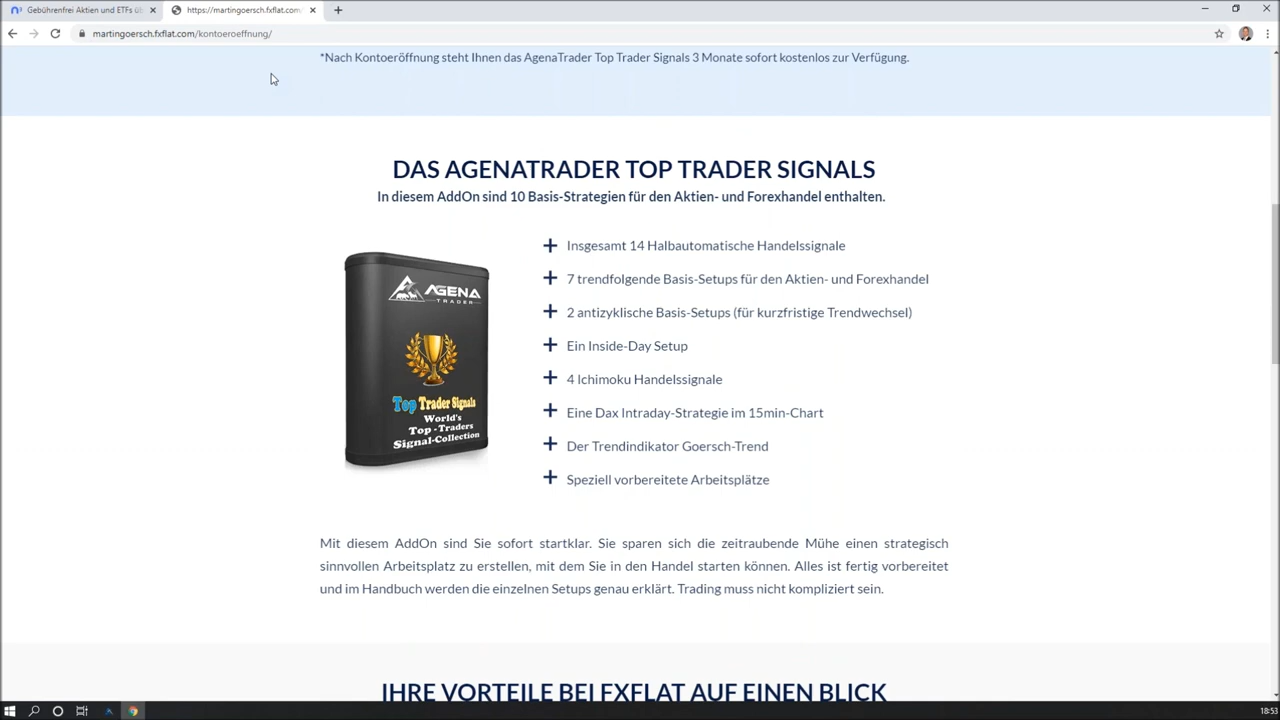 Gebührenfrei Aktien und ETFs üb
https://martingoersch.fxflat.com
martingoersch.fxflat.com/kontoeroeffnung/
*Nach Kontoeröffnung steht Ihnen das AgenaTrader Top Trader Signals 3 Monate sofort kostenlos zur Verfügung.
DAS AGENATRADER TOP TRADER SIGNALS
In diesem AddOn sind 10 Basis-Strategien für den Aktien- und Forexhandel enthalten.
Insgesamt 14 Halbautomatische Handelssignale
7 trendfolgende Basis-Setups für den Aktien- und Forexhandel
2 antizyklische Basis-Setups (für kurzfristige Trendwechsel)
Ein Inside-Day Setup
4 Ichimoku Handelssignale
Eine Dax Intraday-Strategie im 15min-Chart
Der Trendindikator Goersch-Trend
Speziell vorbereitete Arbeitsplätze
AGENA
TRADER
Top Trader Signals
World's
Top - Traders
Signal-Collection
Mit diesem AddOn sind Sie sofort startklar. Sie sparen sich die zeitraubende Mühe einen strategisch
sinnvollen Arbeitsplatz zu erstellen, mit dem Sie in den Handel starten können. Alles ist fertig vorbereitet
und im Handbuch werden die einzelnen Setups genau erklärt. Trading muss nicht kompliziert sein.
IHRE VORTEILE BEI FXFLAT AUF EINEN BLICK
18:53